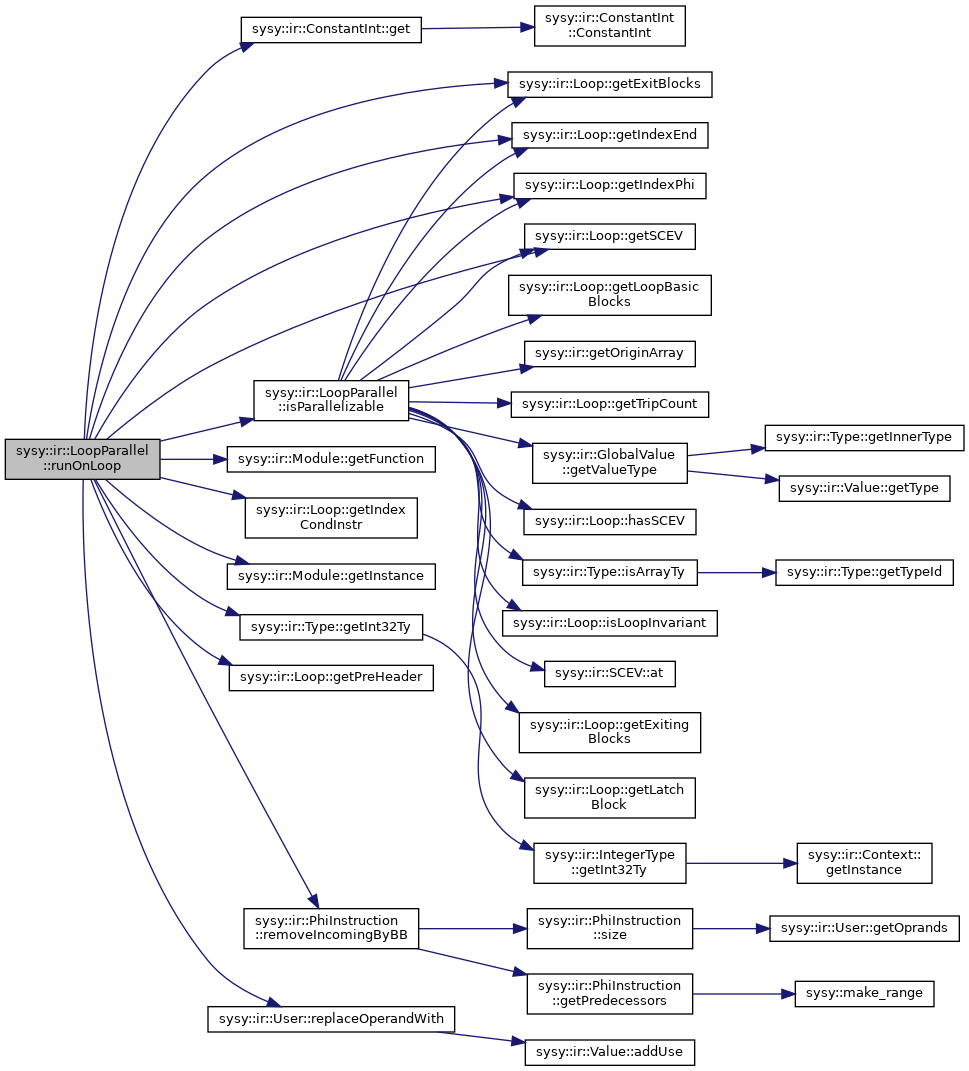 sysy::ir::LoopParallel
::runOnLoop
sysy::ir::ConstantInt::get
sysy::ir::ConstantInt
::ConstantInt
sysy::ir::Loop::getExitBlocks
sysy::ir::Loop::getIndexEnd
sysy::ir::Loop::getIndexPhi
sysy::ir::Loop::getSCEV
sysy::ir::LoopParallel
::isParallelizable
sysy::ir::Loop::getLoopBasic
Blocks
sysy::ir::getOriginArray
sysy::ir::Loop::getTripCount
sysy::ir::GlobalValue
::getValueType
sysy::ir::Type::getInnerType
sysy::ir::Value::getType
sysy::ir::Loop::hasSCEV
sysy::ir::Type::isArrayTy
sysy::ir::Type::getTypeId
sysy::ir::Loop::isLoopInvariant
sysy::ir::SCEV::at
sysy::ir::Loop::getExiting
Blocks
sysy::ir::Loop::getLatch
Block
sysy::ir::Module::getFunction
sysy::ir::Loop::getIndex
CondInstr
sysy::ir::Module::getInstance
sysy::ir::Type::getInt32Ty
sysy::ir::IntegerType
::getInt32Ty
sysy::ir::Context::
getInstance
sysy::ir::Loop::getPreHeader
sysy::ir::PhiInstruction
::removeIncomingByBB
sysy::ir::PhiInstruction
::size
sysy::ir::User::getOprands
sysy::ir::PhiInstruction
::getPredecessors
sysy::make_range
sysy::ir::User::replaceOperandWith
sysy::ir::Value::addUse